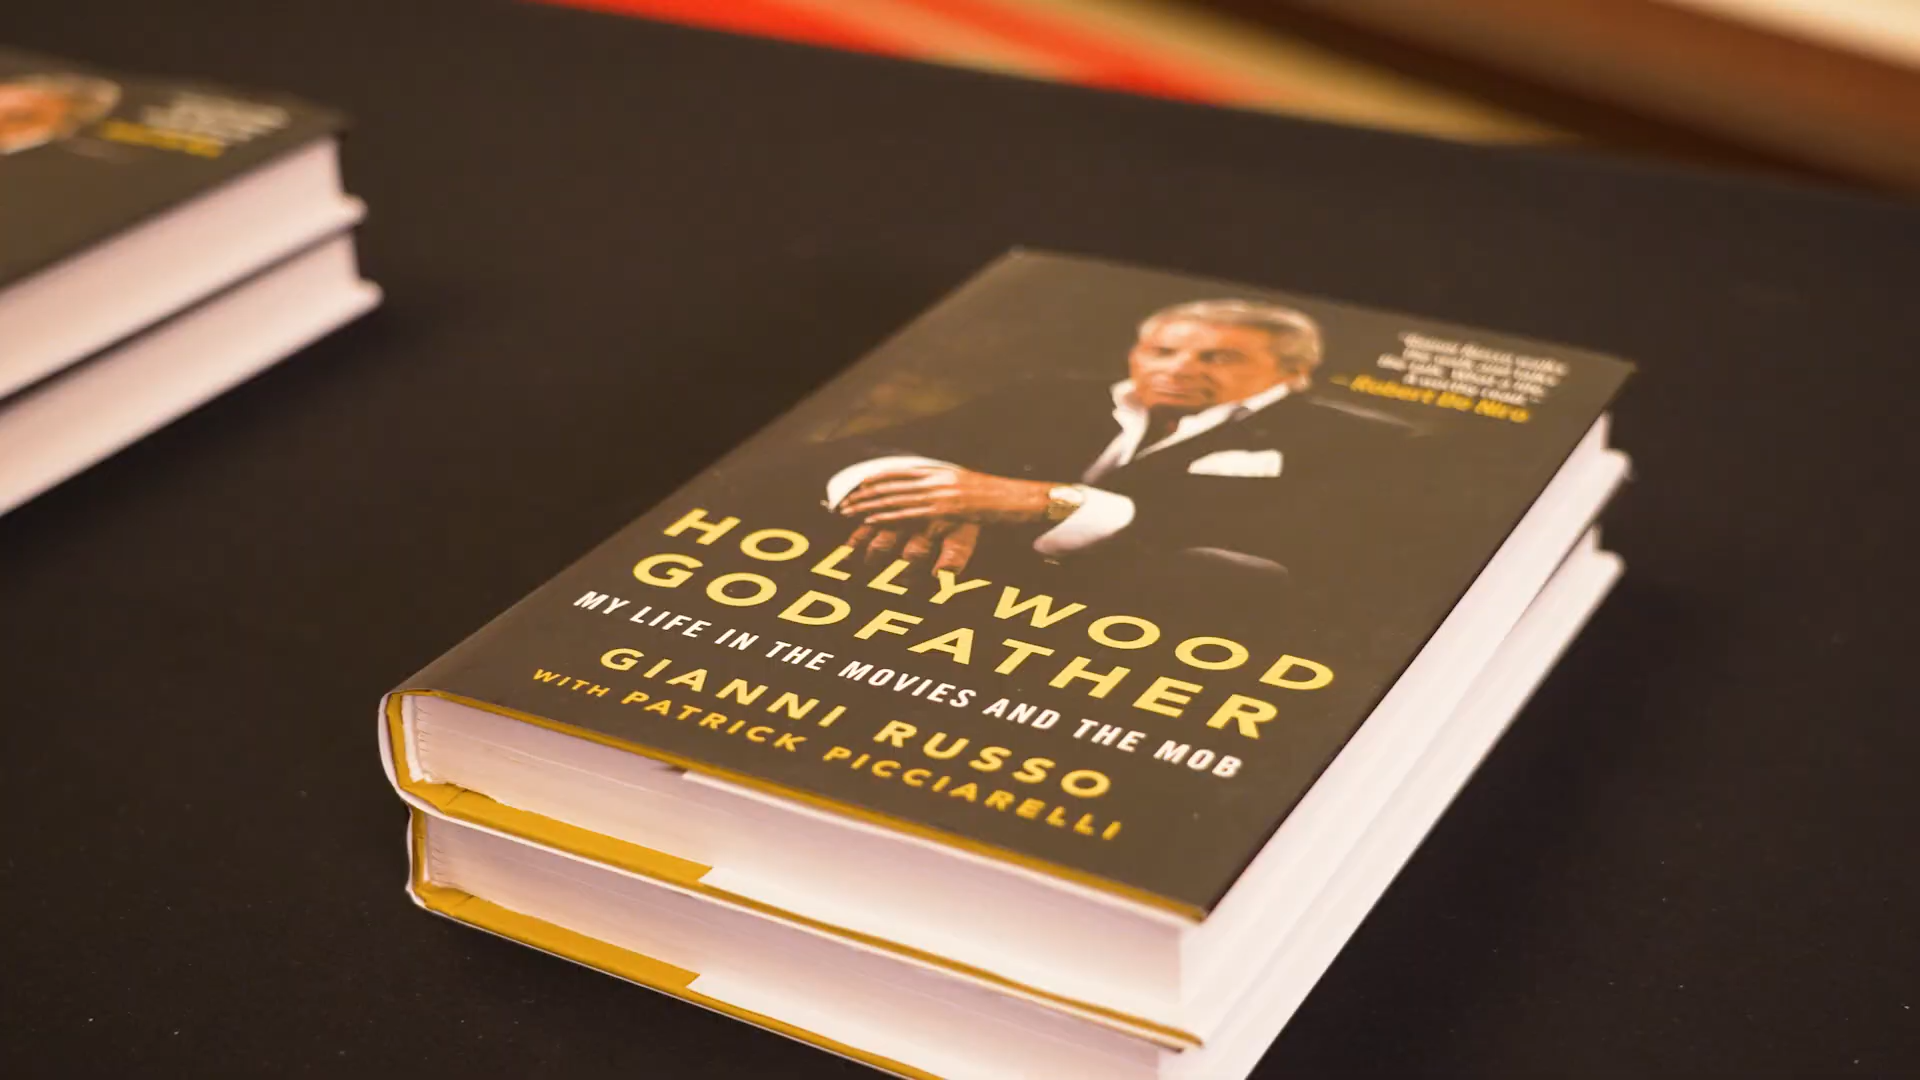 — Robert De Niro
HOLLYWOOD
GODFATHER
MY LIFE IN THE MOVIES AND THE MOB
GIANNI RUSSO
WITH PATRICK PICCIARELLI